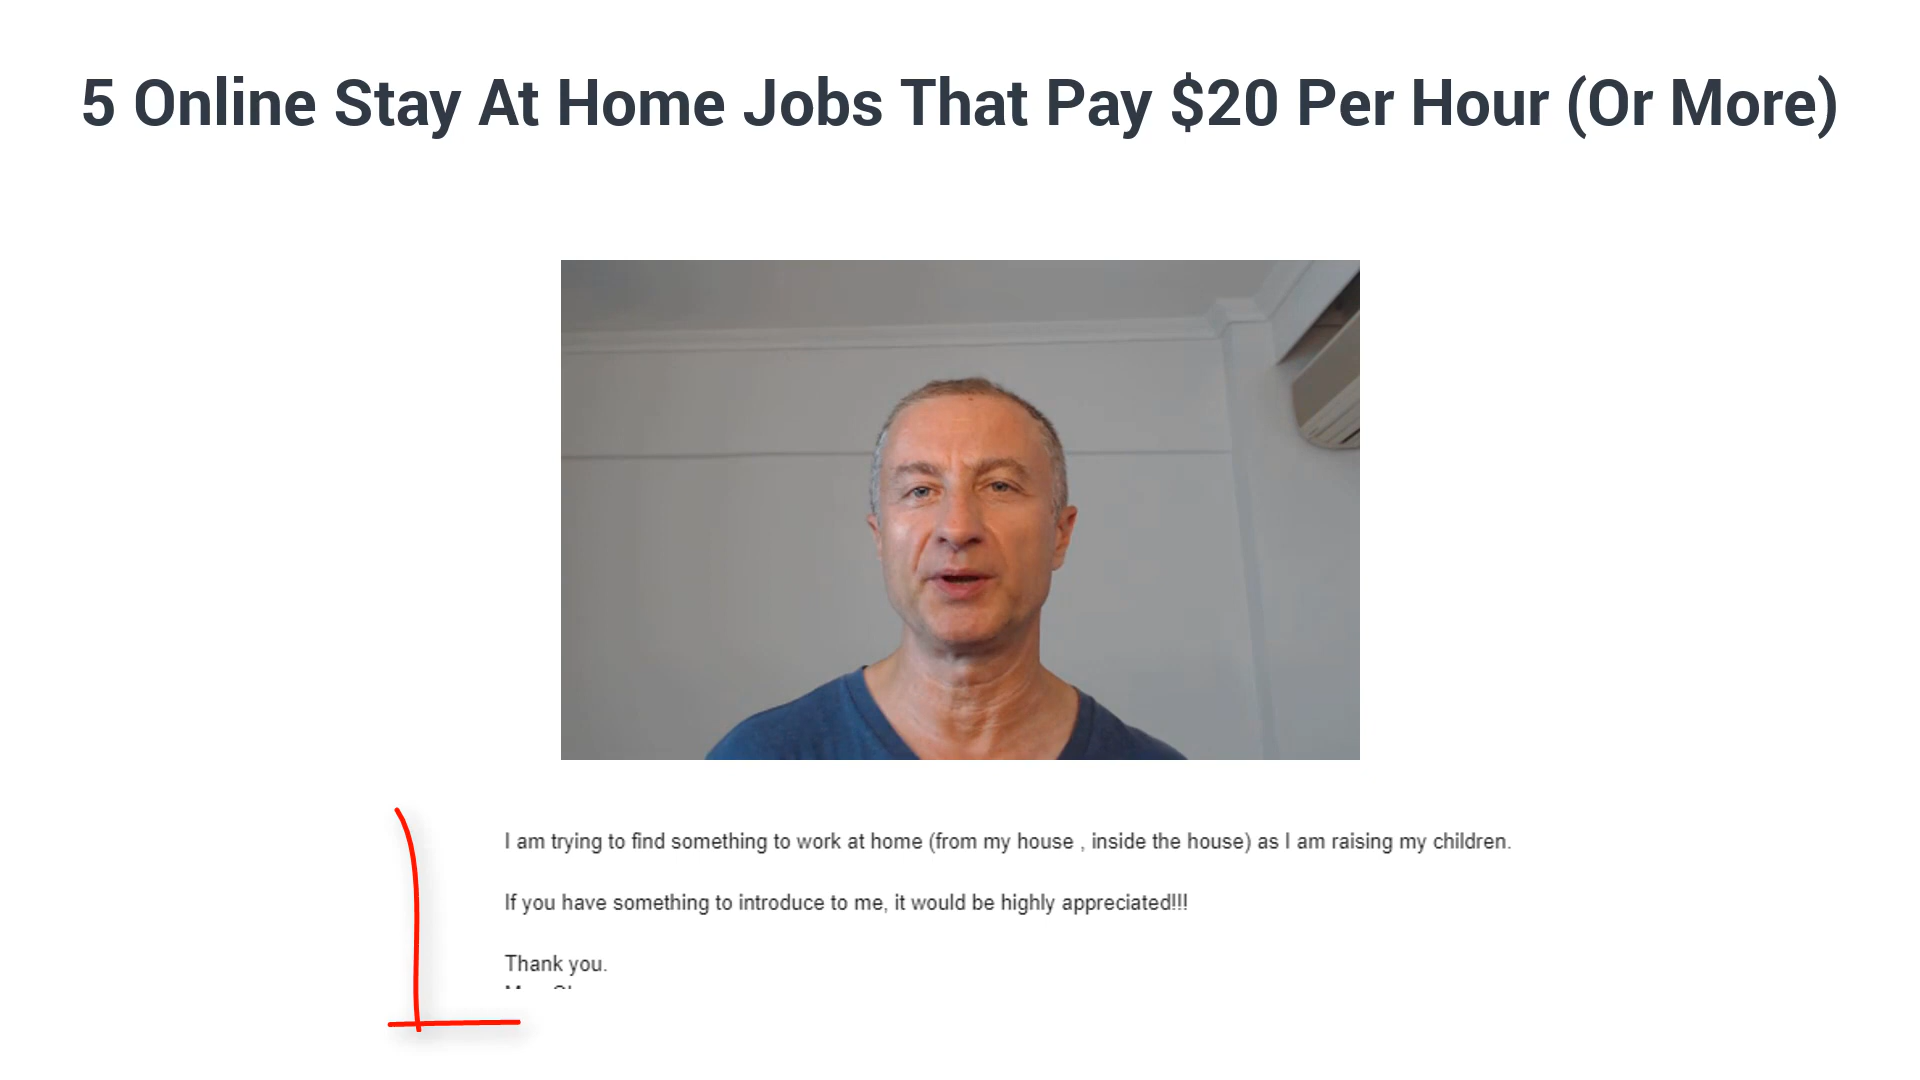 5 Online Stay At Home Jobs That Pay $20 Per Hour (Or More)
I am trying to find something to work at home (from my house , inside the house) as I am raising my children.
If you have something to introduce to me, it would be highly appreciated!!!
Thank you.